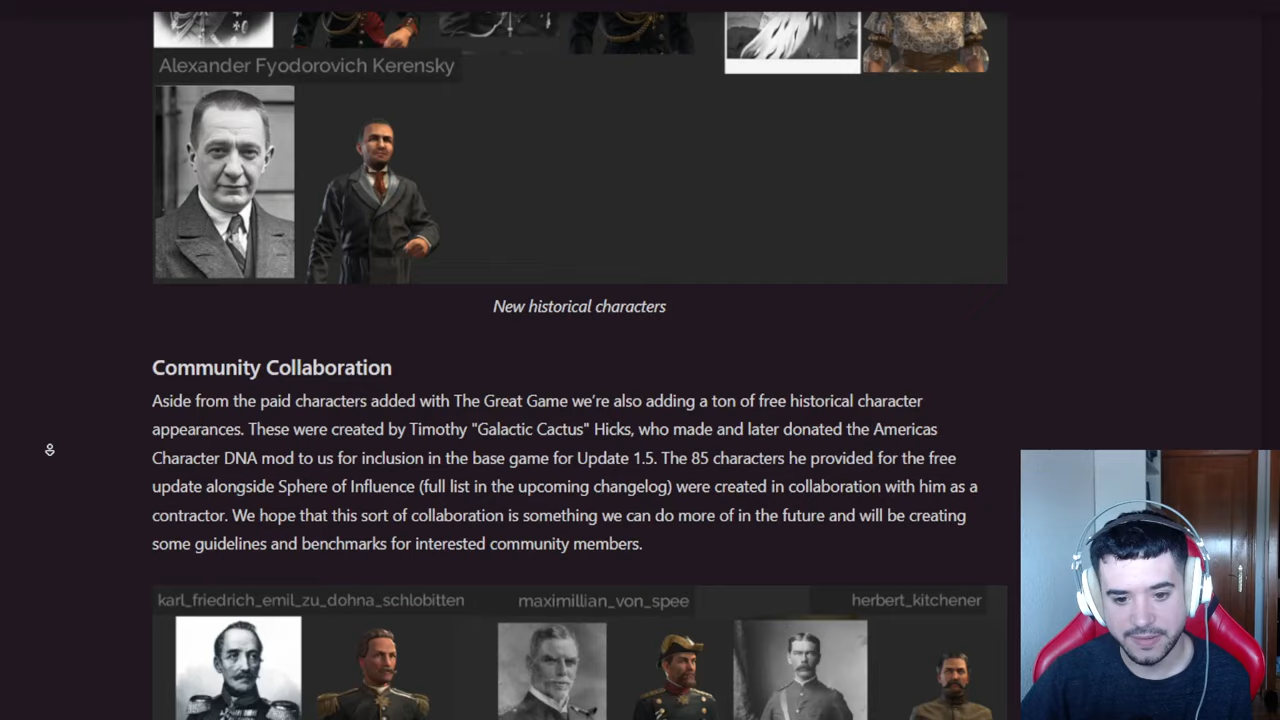 Alexander Fyodorovich Kerensky
New historical characters
Community Collaboration
Aside from the paid characters added with The Great Game we're also adding a ton of free historical character
appearances. These were created by Timothy "Galactic Cactus" Hicks, who made and later donated the Americas
Character DNA mod to us for inclusion in the base game for Update 1.5. The 85 characters he provided for the free
update alongside Sphere of Influence (full list in the upcoming changelog) were created in collaboration with him as a
contractor. We hope that this sort of collaboration is something we can do more of in the future and will be creating
some guidelines and benchmarks for interested community members.
karl_friedrich_emil_zu_dohna_schlobitten
maximillian_von_spee
herbert_kitchener